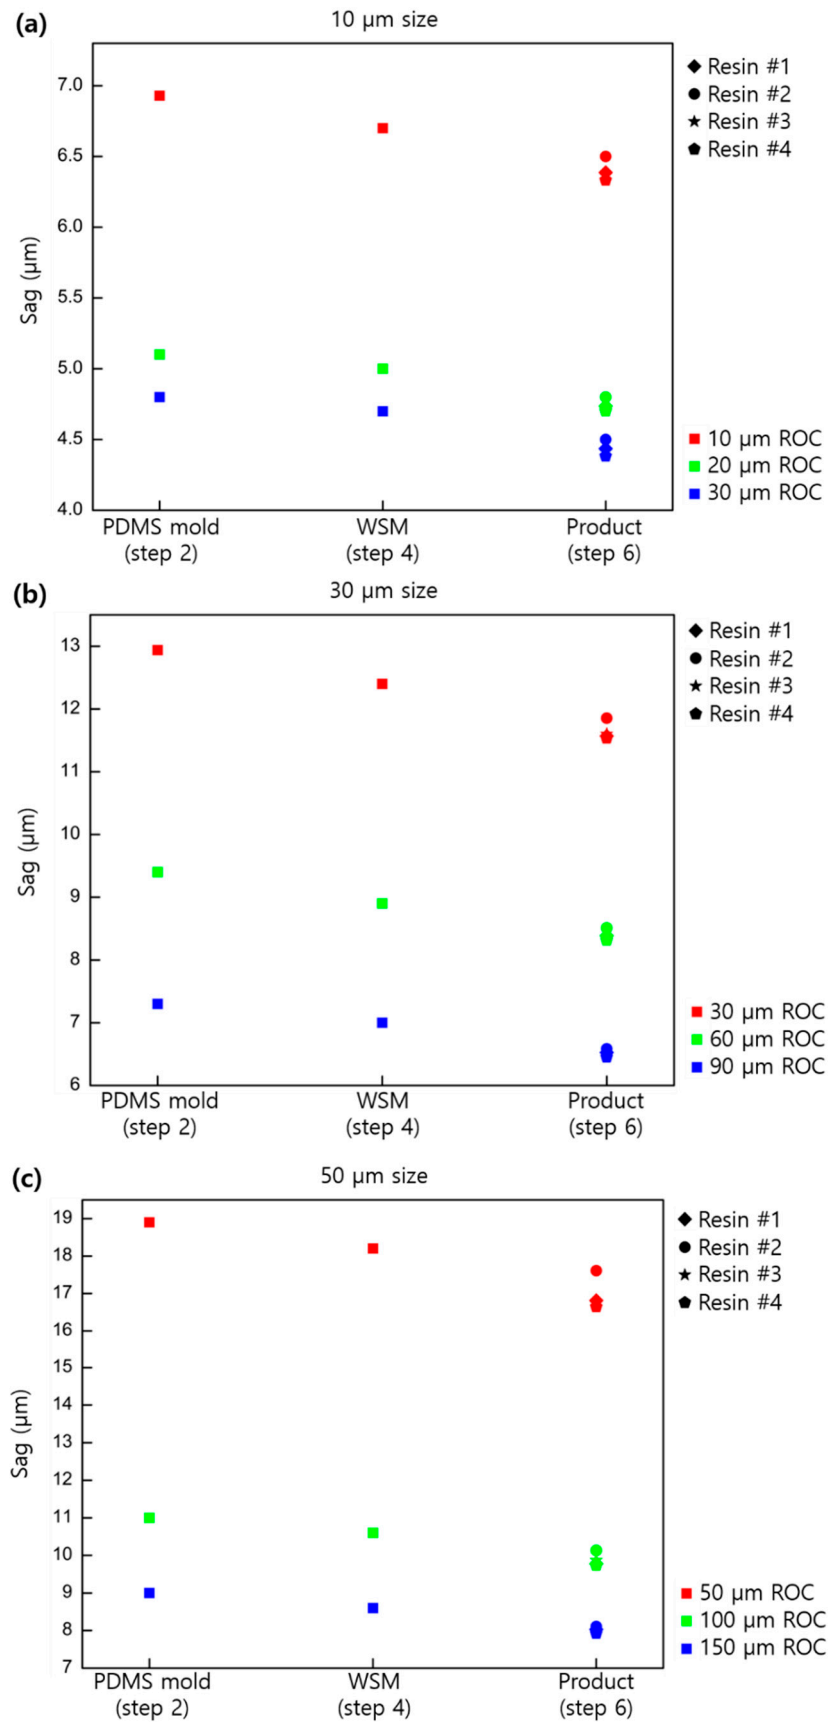 (a)
10 μm size
7.0
6.5
6.0
5.5
5.0
4.5
4.0
Sag (μm)
PDMS mold
(step 2)
WSM
(step 4)
Product
(step 6)
Resin #1
Resin #2
Resin #3
Resin #4
10 μm ROC
20 μm ROC
30 μm ROC
(b)
30 μm size
13
12
11
10
9
8
7
6
Sag (μm)
PDMS mold
(step 2)
WSM
(step 4)
Product
(step 6)
Resin #1
Resin #2
Resin #3
Resin #4
30 μm ROC
60 μm ROC
90 μm ROC
(c)
50 μm size
19
18
17
16
15
14
13
12
11
10
9
8
7
Sag (μm)
PDMS mold
(step 2)
WSM
(step 4)
Product
(step 6)
Resin #1
Resin #2
Resin #3
Resin #4
50 μm ROC
100 μm ROC
150 μm ROC